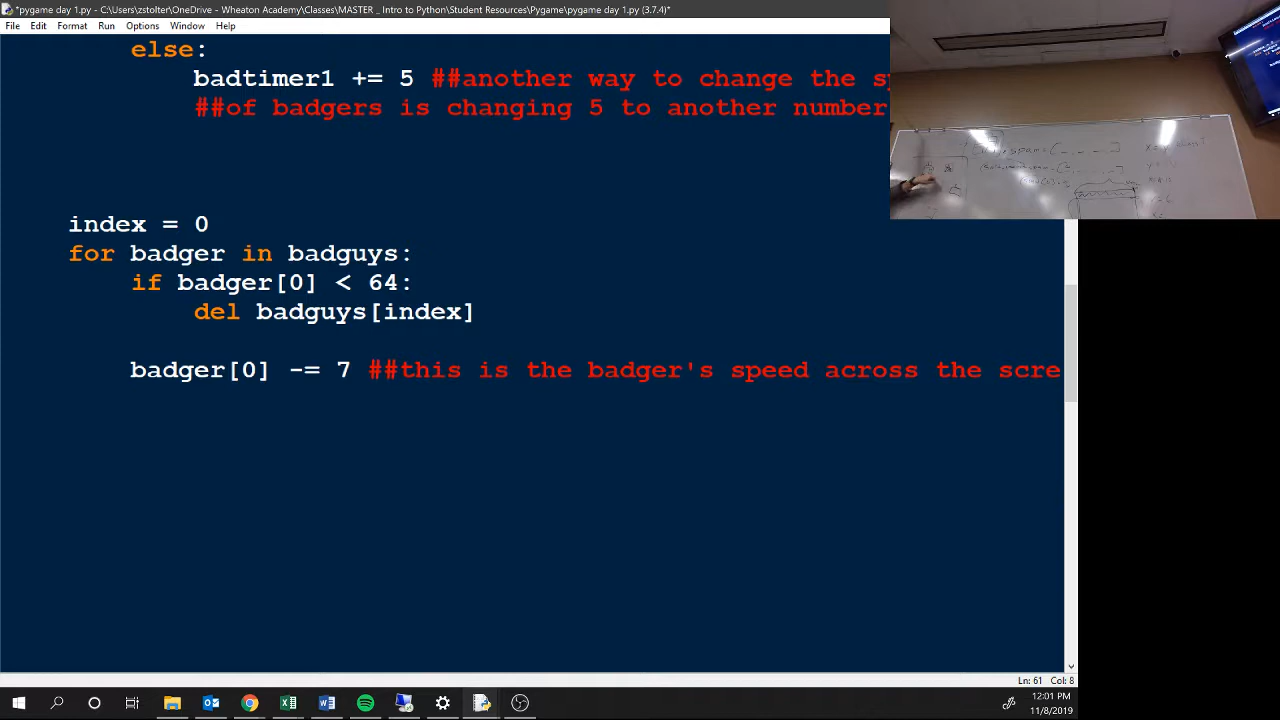 *pygame day 1.py - C:\Users\zstolter\OneDrive - Wheaton Academy\Classes\MASTER _ Intro to Python\Student Resources\Pygame\pygame day 1.py (3.7.4)*
File Edit Format Run Options Window Help
else:
badtimer1 += 5 ##another way to change the
##of badgers is changing 5 to another number
index = 0
for badger in badguys:
if badger[0] < 64:
del badguys[index]
badger[0] -= 7 ##this is the badger's speed across the scre
Ln: 61 Col: 8
12:01 PM
11/8/2019